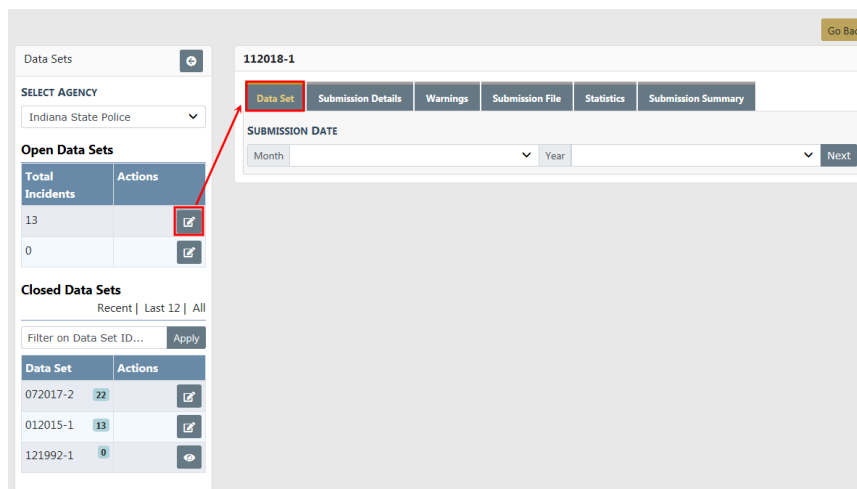 Go Bac
Data Sets
SELECT AGENCY
Indiana State Police
Open Data Sets
Total Incidents Actions
13
0
Closed Data Sets
Recent | Last 12 | All
Filter on Data Set ID... Apply
Data Set Actions
072017-2 22
012015-1 13
121992-1 0
112018-1
Data Set Submission Details Warnings Submission File Statistics Submission Summary
SUBMISSION DATE
Month Year Next